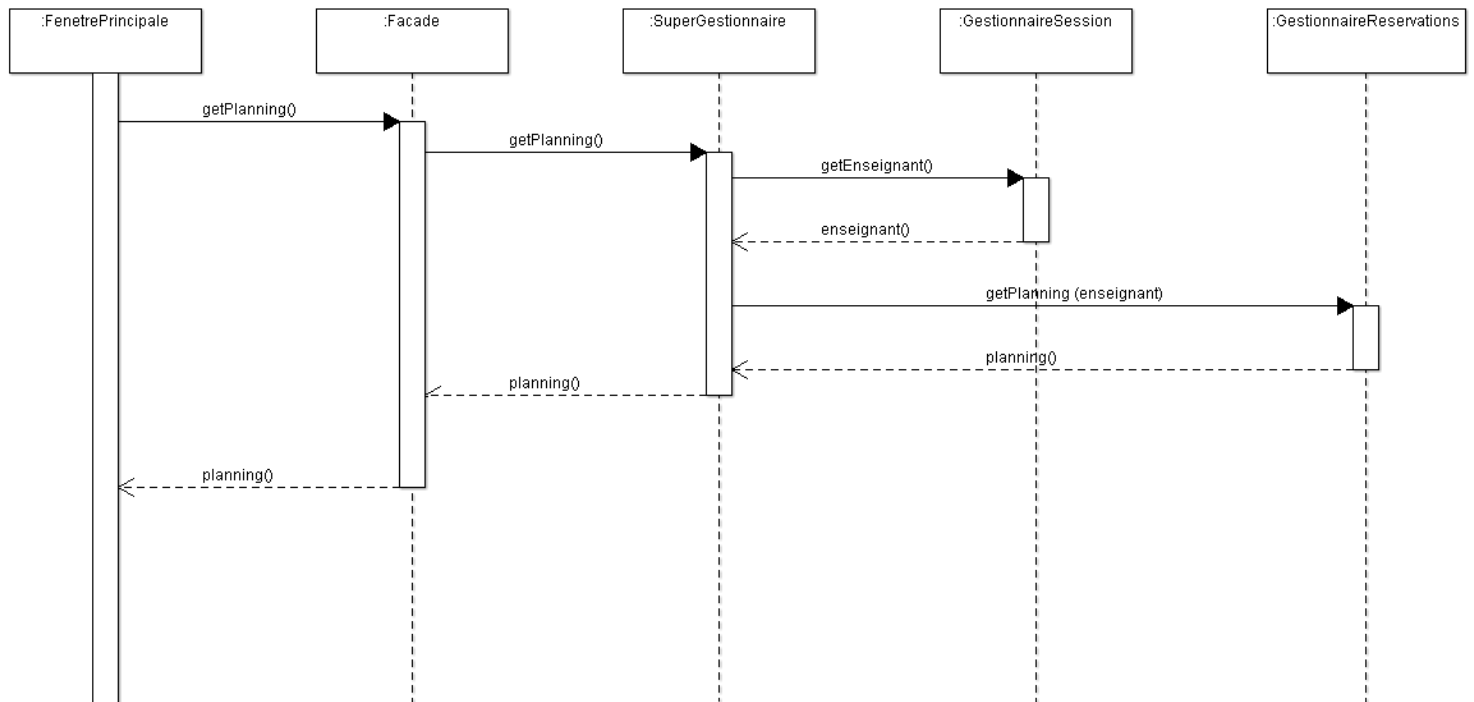 :FenetrePrincipale
:Facade
:SuperGestionnaire
:GestionnaireSession
:GestionnaireReservations
getPlanning()
getPlanning()
getEnseignant()
enseignant()
getPlanning (enseignant)
planning()
planning()
planning()